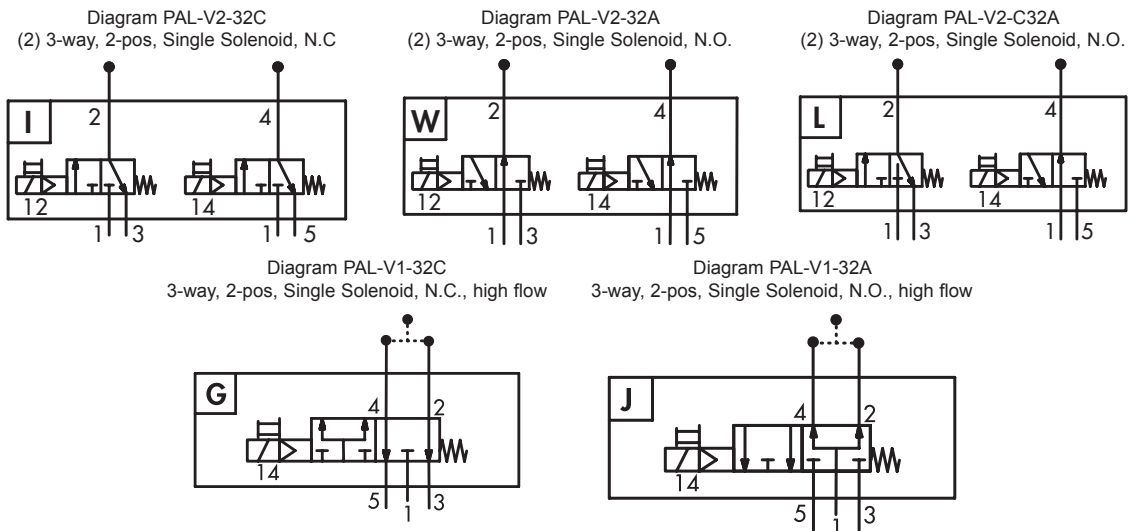 Diagram PAL-V2-32C
(2) 3-way, 2-pos, Single Solenoid, N.C
Diagram PAL-V2-32A
(2) 3-way, 2-pos, Single Solenoid, N.O.
Diagram PAL-V2-C32A
(2) 3-way, 2-pos, Single Solenoid, N.O.
I
2
4
12
14
1
3
1
5
W
2
4
12
14
1
3
1
5
L
2
4
12
14
1
3
1
5
Diagram PAL-V1-32C
3-way, 2-pos, Single Solenoid, N.C., high flow
Diagram PAL-V1-32A
3-way, 2-pos, Single Solenoid, N.O., high flow
G
4
2
14
5
1
3
J
4
2
14
5
1
3